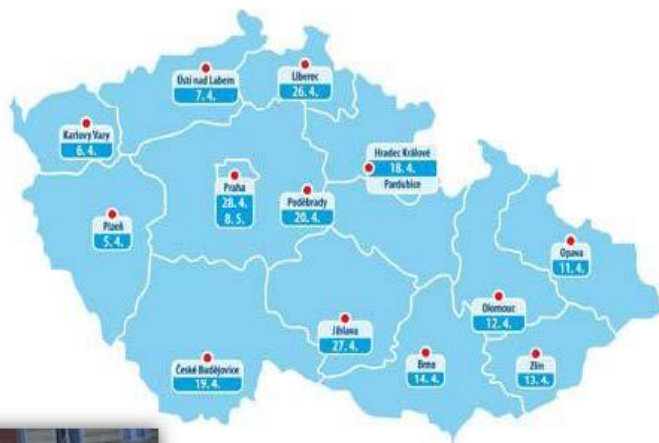 Ústí nad Labem
7. 4.
Liberec
26. 4.
Karlovy Vary
6. 4.
Hradec Králové
18. 4.
Pardubice
Praha
28. 4.
8. 5.
Poděbrady
20. 4.
Plzeň
5. 4.
Opava
11. 4.
Olomouc
12. 4.
Jihlava
27. 4.
České Budějovice
19. 4.
Brno
14. 4.
Zlín
13. 4.